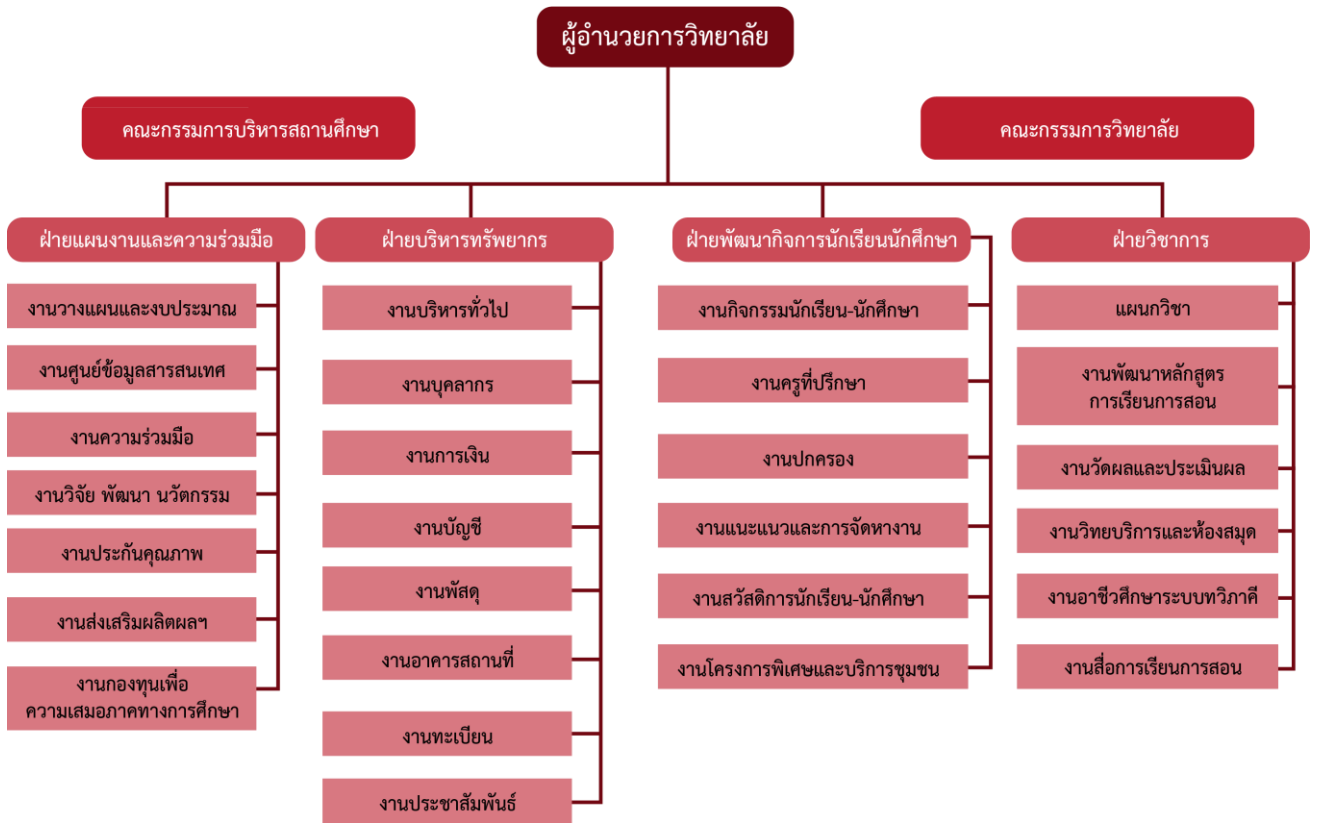 ผู้อำนวยการวิทยาลัย
คณะกรรมการบริหารสถานศึกษา
คณะกรรมการวิทยาลัย
ฝ่ายแผนงานและความร่วมมือ
งานวางแผนและงบประมาณ
งานศูนย์ข้อมูลสารสนเทศ
งานความร่วมมือ
งานวิจัย พัฒนา นวัตกรรม
งานประกันคุณภาพ
งานส่งเสริมผลิตผลฯ
งานกองทุนเพื่อ
ความเสมอภาคทางการศึกษา
ฝ่ายบริหารทรัพยากร
งานบริหารทั่วไป
งานบุคลากร
งานการเงิน
งานบัญชี
งานพัสดุ
งานอาคารสถานที่
งานทะเบียน
งานประชาสัมพันธ์
ฝ่ายพัฒนากิจการนักเรียนนักศึกษา
งานกิจกรรมนักเรียน-นักศึกษา
งานครูที่ปรึกษา
งานปกครอง
งานแนะแนวและการจัดหางาน
งานสวัสดิการนักเรียน-นักศึกษา
งานโครงการพิเศษและบริการชุมชน
ฝ่ายวิชาการ
แผนกวิชา
งานพัฒนาหลักสูตร
การเรียนการสอน
งานวัดผลและประเมินผล
งานวิทยบริการและห้องสมุด
งานอาชีวศึกษาระบบทวิภาคี
งานสื่อการเรียนการสอน